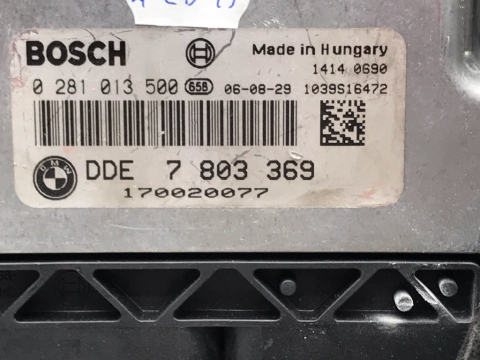 BOSCH
Made in Hungary
1414 0690
0 281 013 500 658 06-08-29 1039S16472
BMW DDE 7 803 369
170020077